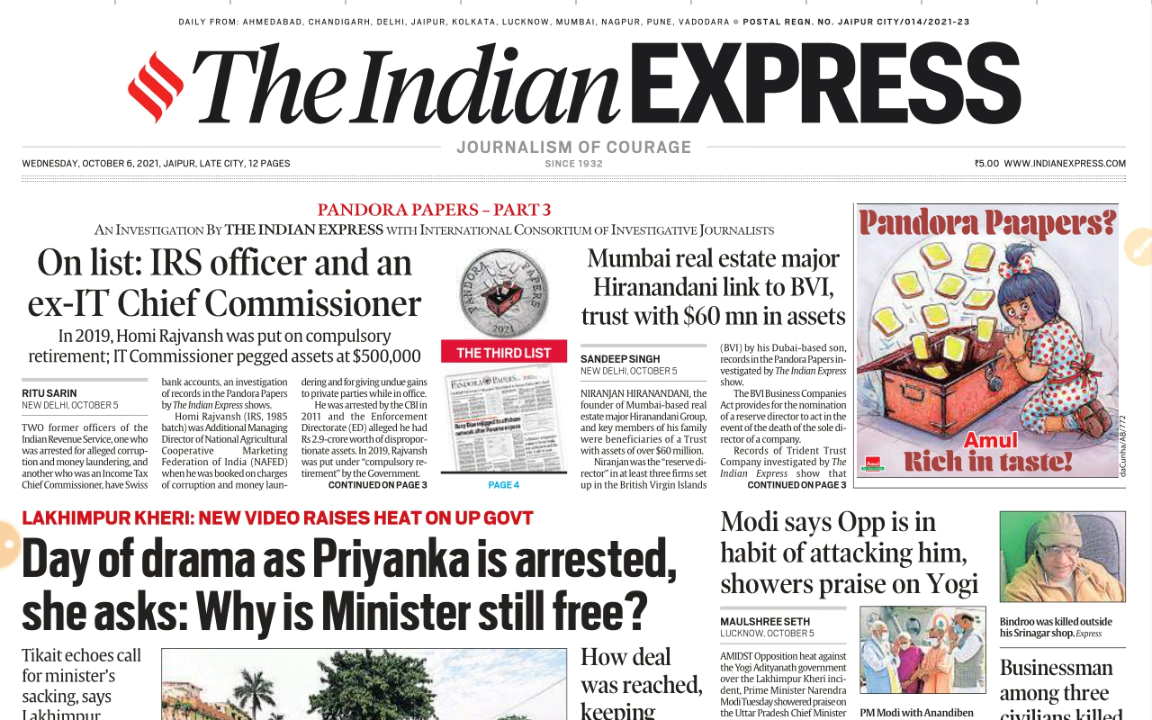 DAILY FROM: AHMEDABAD, CHANDIGARH, DELHI, JAIPUR, KOLKATA, LUCKNOW, MUMBAI, NAGPUR, PUNE, VADODARA ● POSTAL REGN. NO. JAIPUR CITY/014/2021-23
The Indian EXPRESS
JOURNALISM OF COURAGE
SINCE 1932
WEDNESDAY, OCTOBER 6, 2021, JAIPUR, LATE CITY, 12 PAGES
₹5.00 WWW.INDIANEXPRESS.COM
PANDORA PAPERS – PART 3
AN INVESTIGATION BY THE INDIAN EXPRESS WITH INTERNATIONAL CONSORTIUM OF INVESTIGATIVE JOURNALISTS
On list: IRS officer and an
ex-IT Chief Commissioner
In 2019, Homi Rajvansh was put on compulsory
retirement; IT Commissioner pegged assets at $500,000
RITU SARIN
NEW DELHI, OCTOBER 5
TWO former officers of the
Indian Revenue Service, one who
was arrested for alleged corrup-
tion and money laundering, and
another who was an Income Tax
Chief Commissioner, have Swiss
bank accounts, an investigation
of records in the Pandora Papers
by The Indian Express shows.
Homi Rajvansh (IRS, 1985
batch) was Additional Managing
Director of National Agricultural
Cooperative Marketing
Federation of India (NAFED)
when he was booked on charges
of corruption and money laun-
dering and for giving undue gains
to private parties while in office.
He was arrested by the CBI in
2011 and the Enforcement
Directorate (ED) alleged he had
Rs 2.9-crore worth of dispropor-
tionate assets. In 2019, Rajvansh
was put under "compulsory re-
tirement" by the Government.
CONTINUED ON PAGE 3
PANDORA PAPERS
2021
THE THIRD LIST
PANDORA PAPERS
PAGE 4
Mumbai real estate major
Hiranandani link to BVI,
trust with $60 mn in assets
SANDEEP SINGH
NEW DELHI, OCTOBER 5
NIRANJAN HIRANANDANI, the
founder of Mumbai-based real
estate major Hiranandani Group,
and key members of his family
were beneficiaries of a Trust
with assets of over $60 million.
Niranjan was the "reserve di-
rector" in at least three firms set
up in the British Virgin Islands
(BVI) by his Dubai-based son,
records in the Pandora Papers in-
vestigated by The Indian Express
show.
The BVI Business Companies
Act provides for the nomination
of a reserve director to act in the
event of the death of the sole di-
rector of a company.
Records of Trident Trust
Company investigated by The
Indian Express show that
CONTINUED ON PAGE 3
Pandora Paapers?
Amul
Rich in taste!
daCunha/AB/772
LAKHIMPUR KHERI: NEW VIDEO RAISES HEAT ON UP GOVT
Day of drama as Priyanka is arrested,
she asks: Why is Minister still free?
Tikait echoes call
for minister's
sacking, says
Lakhimpur
How deal
was reached,
keeping
Modi says Opp is in
habit of attacking him,
showers praise on Yogi
MAULSHREE SETH
LUCKNOW, OCTOBER 5
AMIDST Opposition heat against
the Yogi Adityanath government
over the Lakhimpur Kheri inci-
dent, Prime Minister Narendra
Modi Tuesday showered praise on
the Uttar Pradesh Chief Minister
PM Modi with Anandiben
Bindroo was killed outside
his Srinagar shop. Express
Businessman
among three
civilians killed